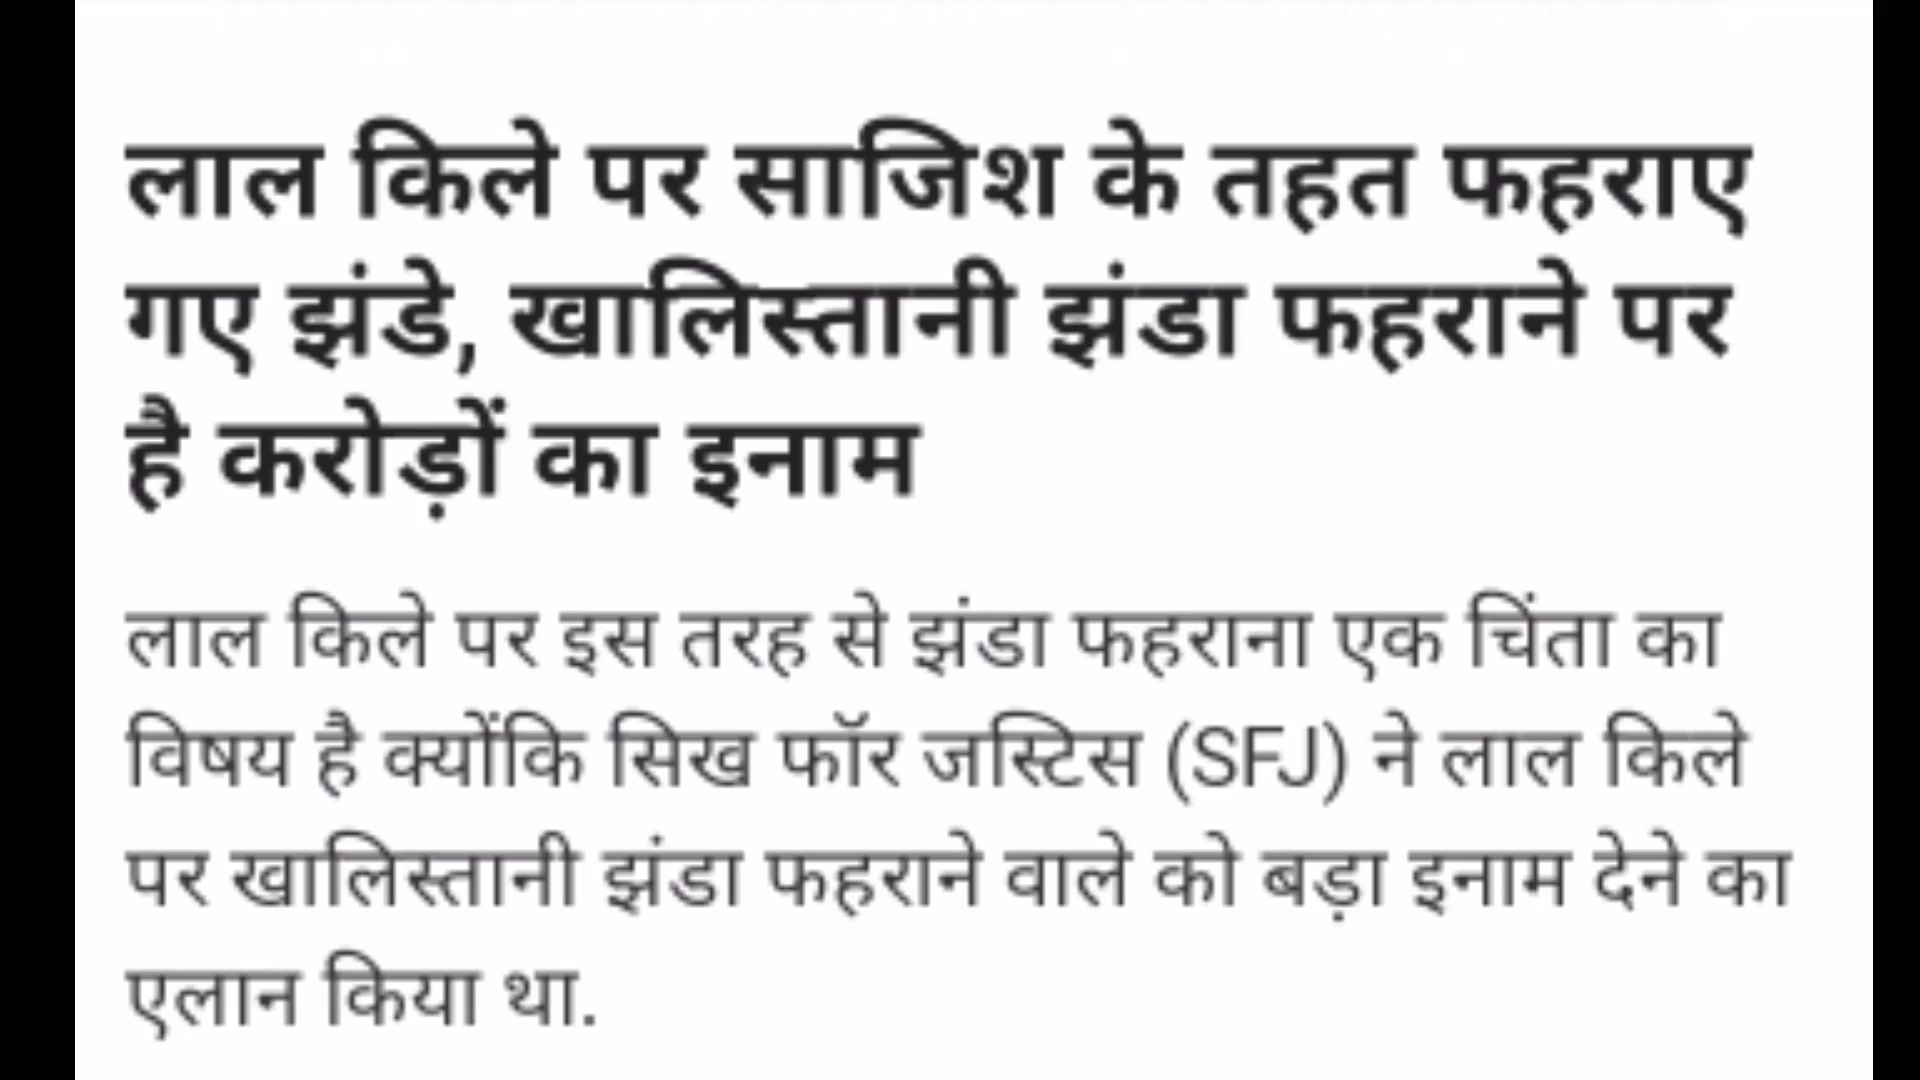 लाल किले पर साजिश के तहत फहराए
गए झंडे, खालिस्तानी झंडा फहराने पर
है करोड़ों का इनाम
लाल किले पर इस तरह से झंडा फहराना एक चिंता का
विषय है क्योंकि सिख फॉर जस्टिस (SFJ) ने लाल किले
पर खालिस्तानी झंडा फहराने वाले को बड़ा इनाम देने का
एलान किया था.